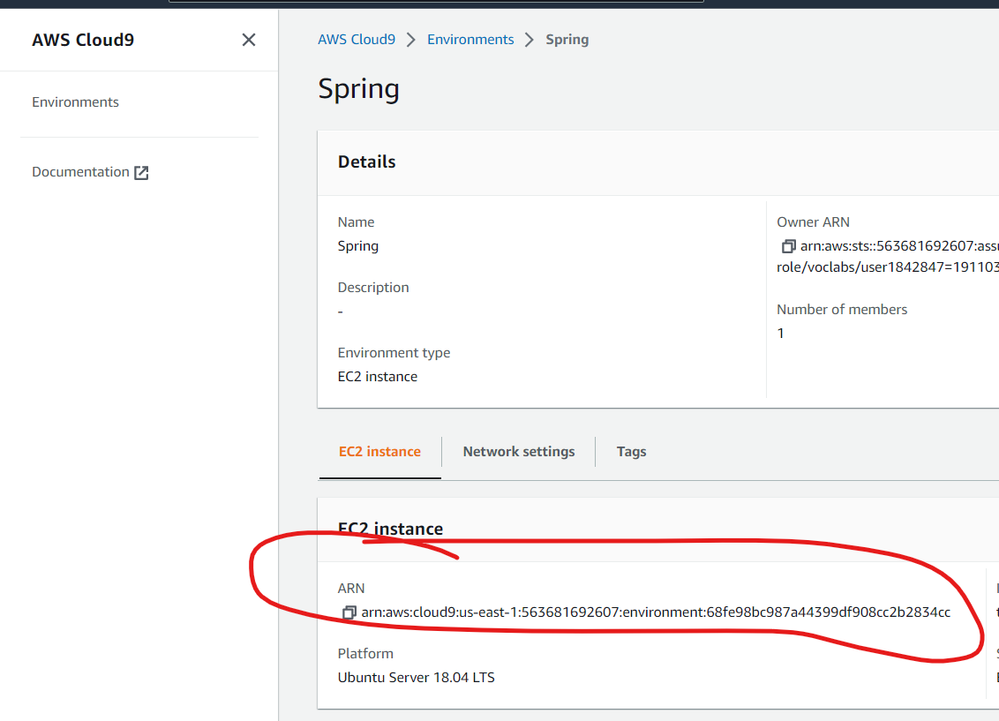 AWS Cloud9
Environments
Documentation
AWS Cloud9 > Environments > Spring
Spring
Details
Name
Spring
Description
-
Environment type
EC2 instance
Owner ARN
arn:aws:sts::563681692607:assu
role/voclabs/user1842847=191103
Number of members
1
EC2 instance
Network settings
Tags
EC2 instance
ARN
arn:aws:cloud9:us-east-1:563681692607:environment:68fe98bc987a44399df908cc2b2834cc
Platform
Ubuntu Server 18.04 LTS